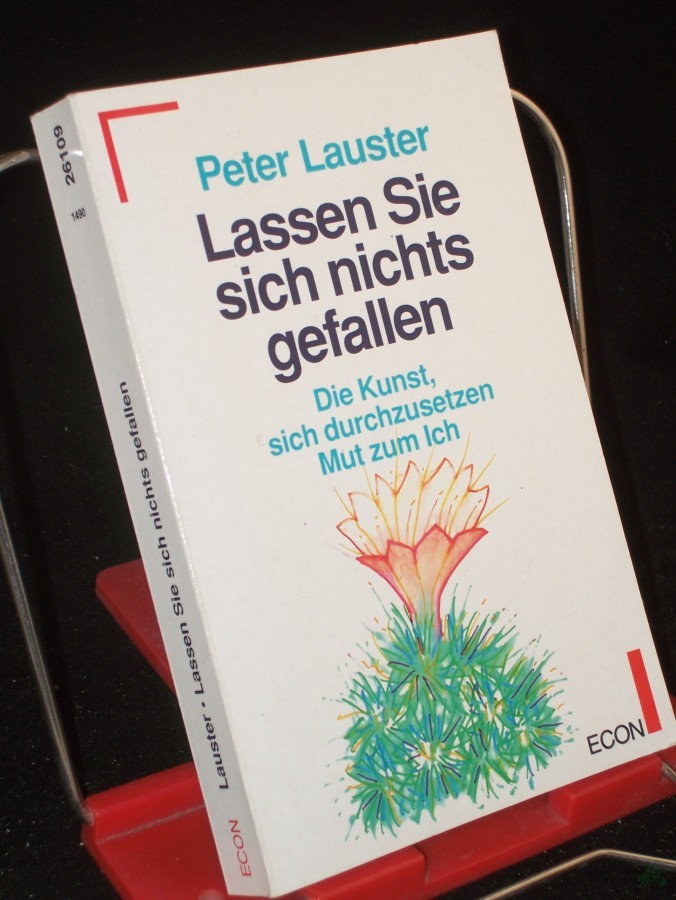 Peter Lauster
Lassen Sie
sich nichts
gefallen
Die Kunst,
sich durchzusetzen
Mut zum Ich
ECON
26109
1490
Lauster · Lassen Sie sich nichts gefallen
ECON